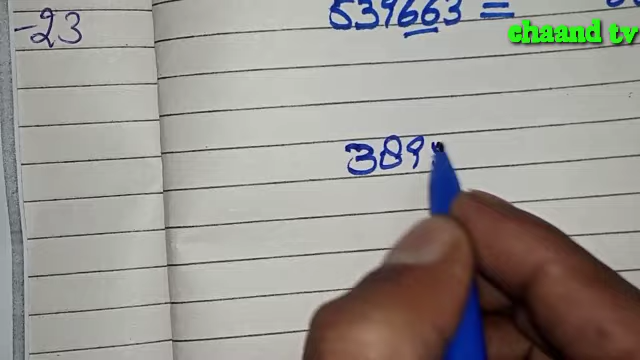 -23
539663 =
chaand tv
389